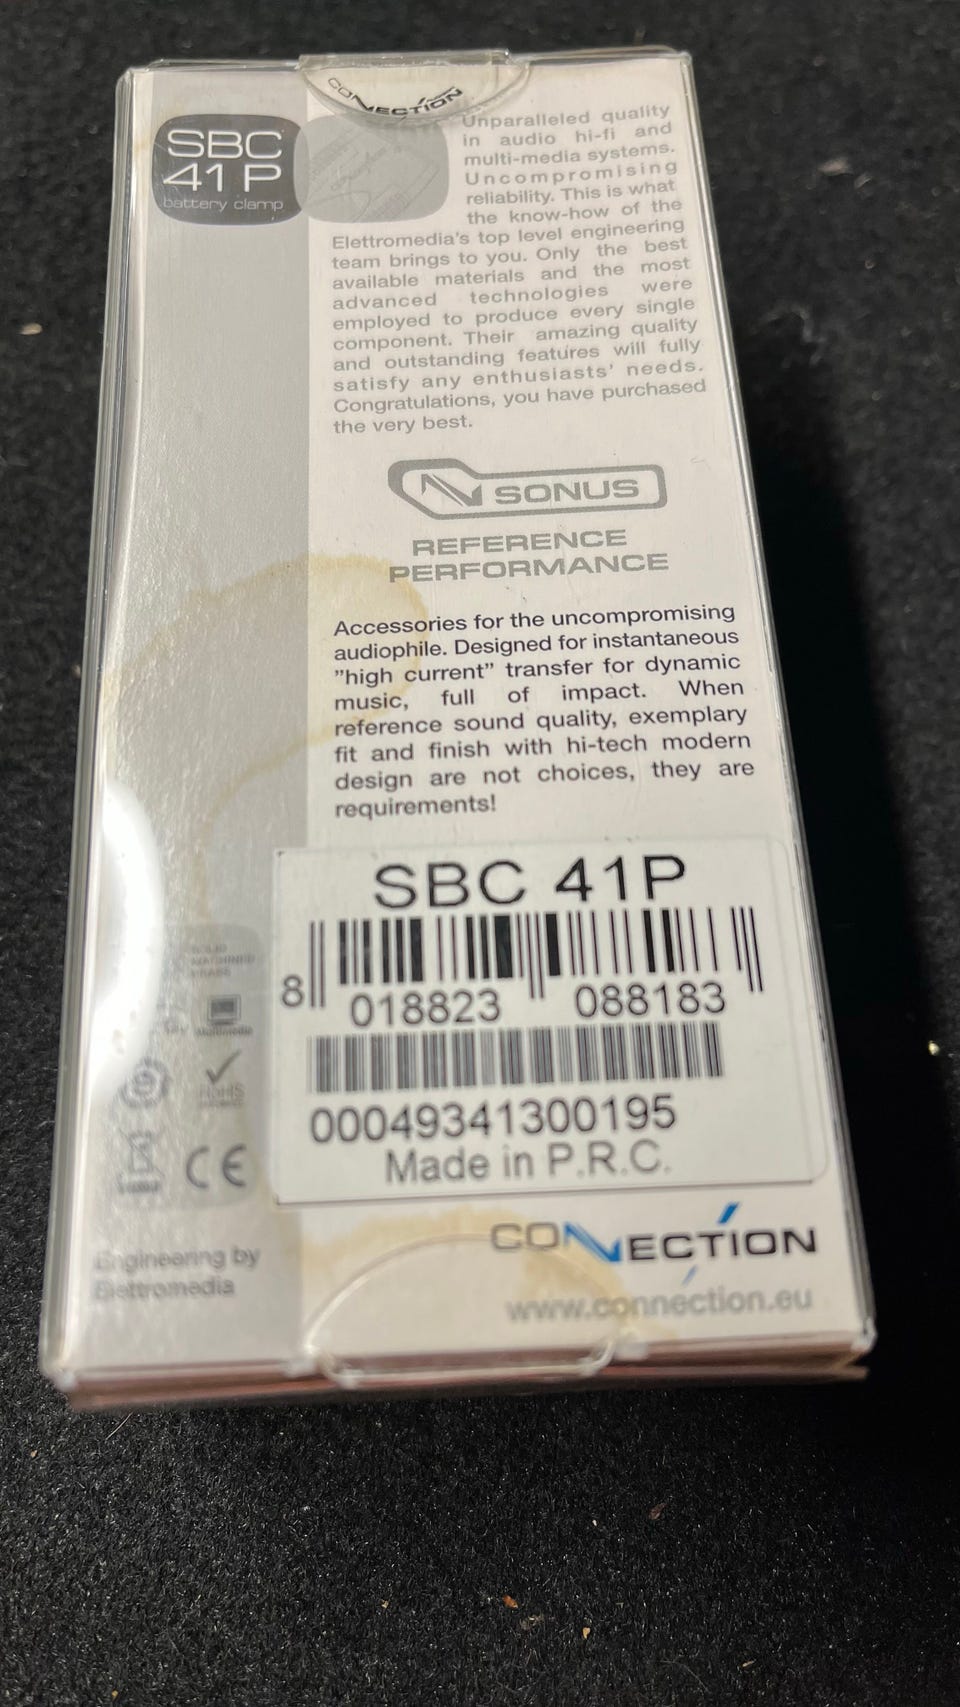 CONNECTION
SBC
41 P
battery clamp
Unparalleled quality
in audio hi-fi and
multi-media systems.
Uncompromising
reliability. This is what
the know-how of the
Elettromedia's top level engineering
team brings to you. Only the best
available materials and the most
advanced technologies were
employed to produce every single
component. Their amazing quality
and outstanding features will fully
satisfy any enthusiasts' needs.
Congratulations, you have purchased
the very best.
SONUS
REFERENCE
PERFORMANCE
Accessories for the uncompromising
audiophile. Designed for instantaneous
"high current" transfer for dynamic
music, full of impact. When
reference sound quality, exemplary
fit and finish with hi-tech modern
design are not choices, they are
requirements!
SBC 41P
8 018823 088183
00049341300195
Made in P.R.C.
SOLID
MACHINED
BRASS
Multimedia
RoHS
CE
Engineering by
Elettromedia
CONNECTION
www.connection.eu